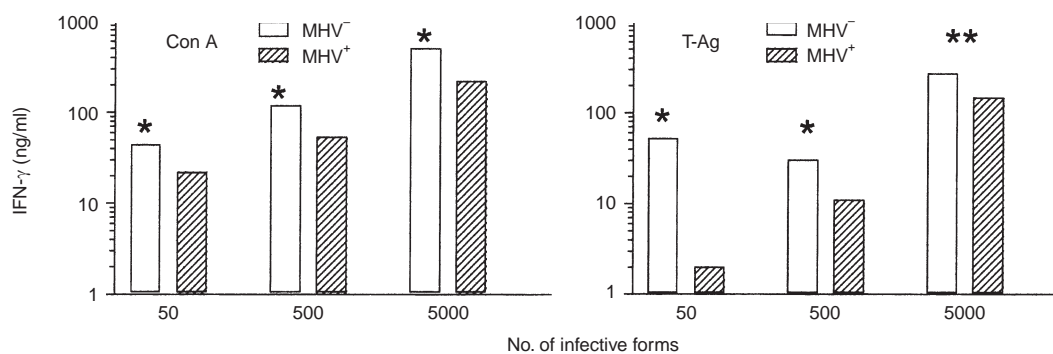 1000
Con A
MHV⁻
MHV⁺
*
*
*
100
10
1
IFN-γ (ng/ml)
50
500
5000
1000
T-Ag
MHV⁻
MHV⁺
*
*
**
100
10
1
50
500
5000
No. of infective forms